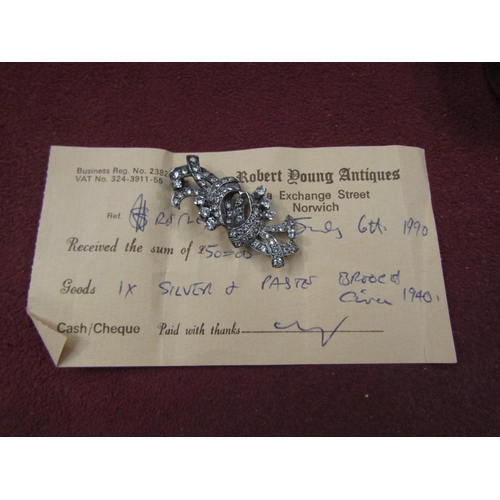 Business Reg. No. 2382
VAT No. 324-3911-55
Robert Young Antiques
Exchange Street
Norwich
Ref.
July 6th. 1990
Received the sum of £50=00
Goods 1x SILVER & PASTE BROOCH
Circa 1940.
Cash/Cheque Paid with thanks